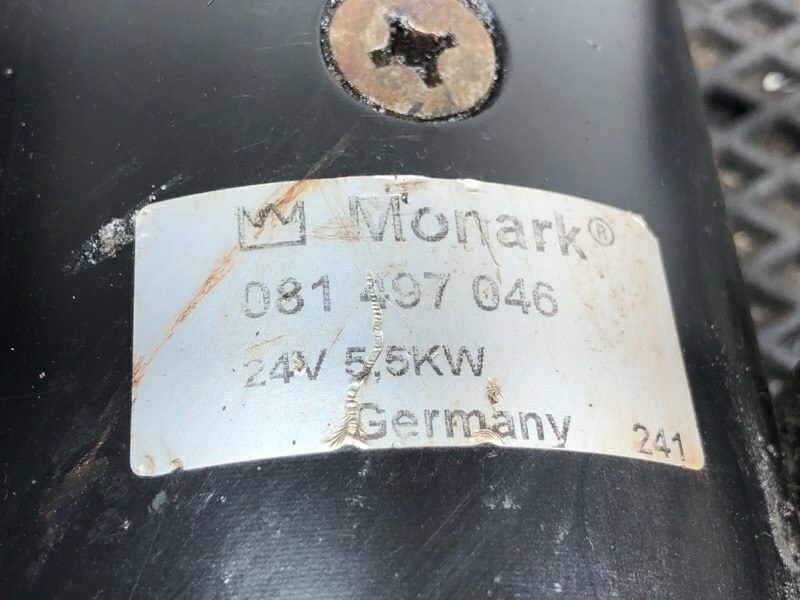 Monark®
081 497 046
24V 5,5KW
Germany
241